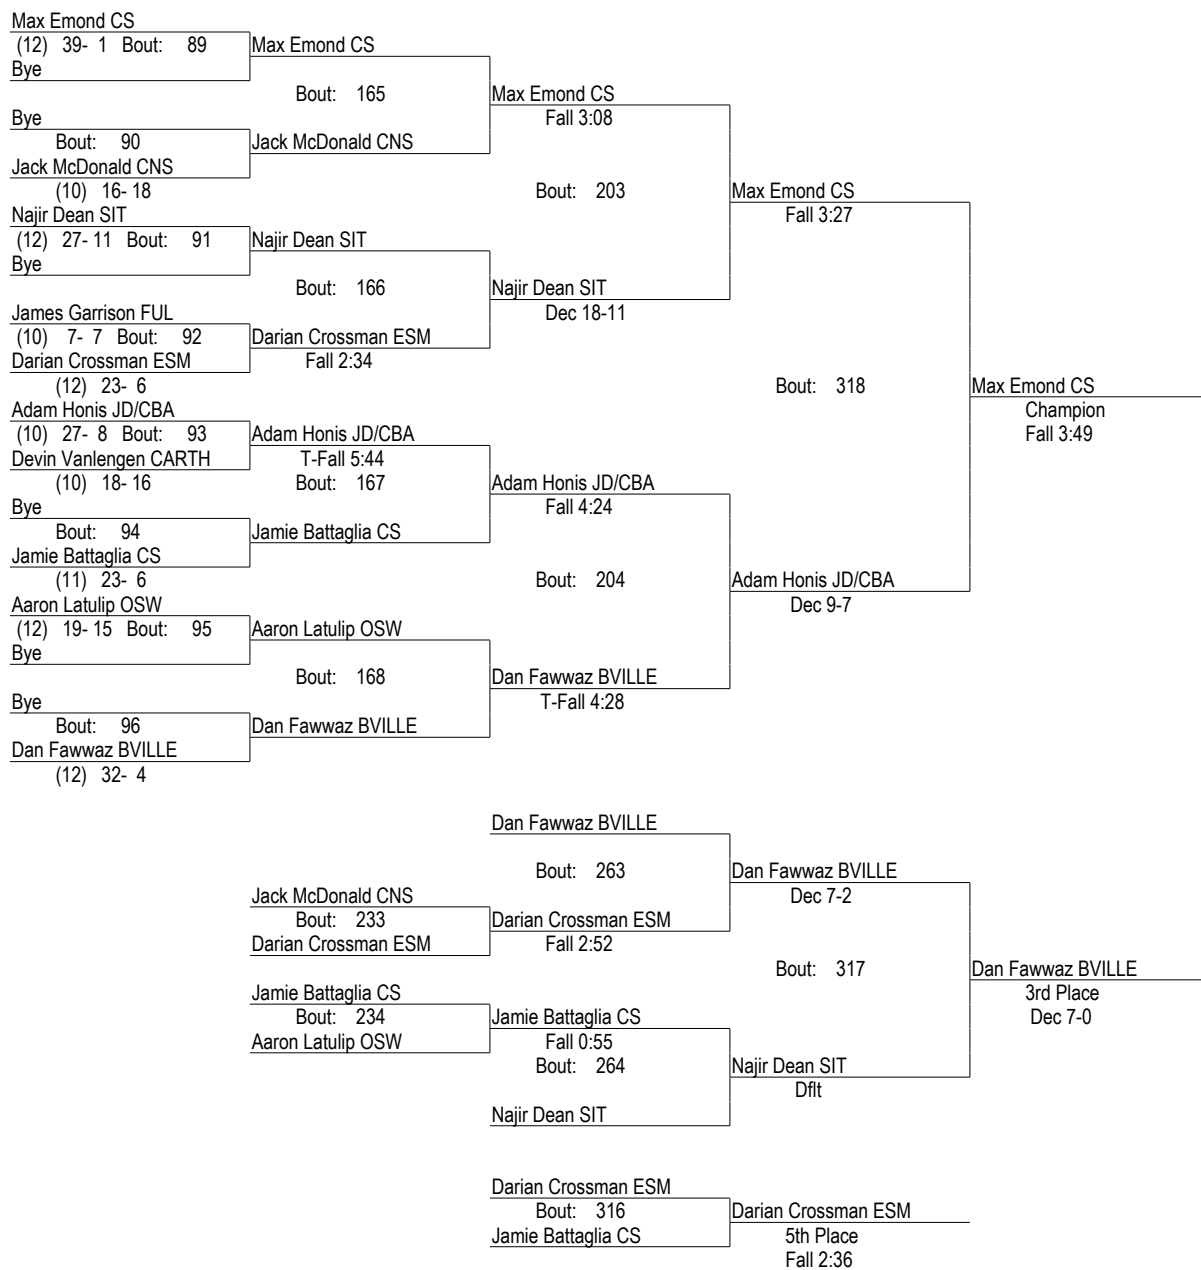 Max Emond CS
(12) 39- 1 Bout: 89 Max Emond CS
Bye
Bout: 165 Max Emond CS
Bye Fall 3:08
Bout: 90 Jack McDonald CNS
Jack McDonald CNS
(10) 16- 18 Bout: 203 Max Emond CS
Najir Dean SIT Fall 3:27
(12) 27- 11 Bout: 91 Najir Dean SIT
Bye
Bout: 166 Najir Dean SIT
James Garrison FUL Dec 18-11
(10) 7- 7 Bout: 92 Darian Crossman ESM
Darian Crossman ESM Fall 2:34
(12) 23- 6 Bout: 318 Max Emond CS
Adam Honis JD/CBA Champion
(10) 27- 8 Bout: 93 Adam Honis JD/CBA Fall 3:49
Devin Vanlengen CARTH T-Fall 5:44
(10) 18- 16 Bout: 167 Adam Honis JD/CBA
Bye Fall 4:24
Bout: 94 Jamie Battaglia CS
Jamie Battaglia CS
(11) 23- 6 Bout: 204 Adam Honis JD/CBA
Aaron Latulip OSW Dec 9-7
(12) 19- 15 Bout: 95 Aaron Latulip OSW
Bye
Bout: 168 Dan Fawwaz BVILLE
Bye T-Fall 4:28
Bout: 96 Dan Fawwaz BVILLE
Dan Fawwaz BVILLE
(12) 32- 4
Dan Fawwaz BVILLE
Bout: 263 Dan Fawwaz BVILLE
Jack McDonald CNS Dec 7-2
Bout: 233 Darian Crossman ESM
Darian Crossman ESM Fall 2:52
Bout: 317 Dan Fawwaz BVILLE
Jamie Battaglia CS 3rd Place
Bout: 234 Jamie Battaglia CS Dec 7-0
Aaron Latulip OSW Fall 0:55
Bout: 264 Najir Dean SIT
Dflt
Najir Dean SIT
Darian Crossman ESM
Bout: 316 Darian Crossman ESM
Jamie Battaglia CS 5th Place
Fall 2:36